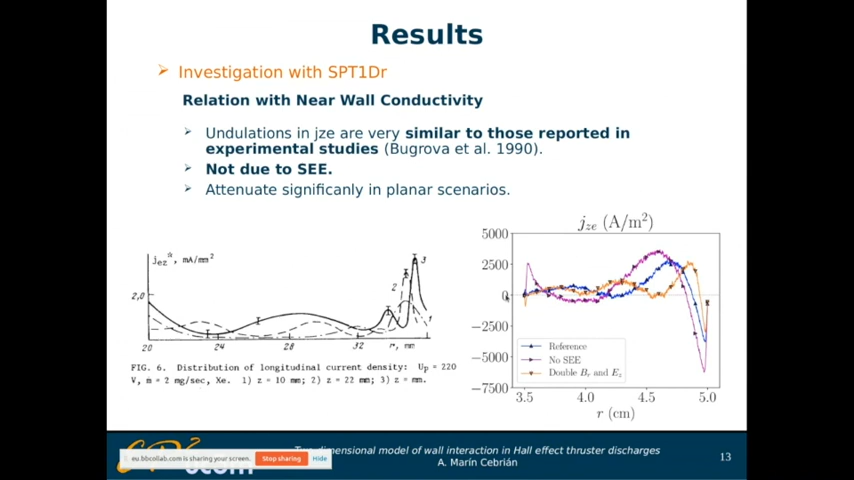 Results
Investigation with SPT1Dr
Relation with Near Wall Conductivity
Undulations in jze are very similar to those reported in
experimental studies (Bugrova et al. 1990).
Not due to SEE.
Attenuate significanly in planar scenarios.
jez*, mA/mm²
2,0
3
2
1
20 24 28 32 r, mm
FIG. 6. Distribution of longitudinal current density: Up = 220
V, ṁ = 2 mg/sec, Xe. 1) z = 10 mm; 2) z = 22 mm; 3) z = mm.
jze (A/m²)
5000
2500
0
−2500
−5000
−7500
Reference
No SEE
Double Br and Ez
3.5 4.0 4.5 5.0
r (cm)
dimensional model of wall interaction in Hall effect thruster discharges
A. Marín Cebrián
13
eu.bbcollab.com is sharing your screen. Stop sharing Hide